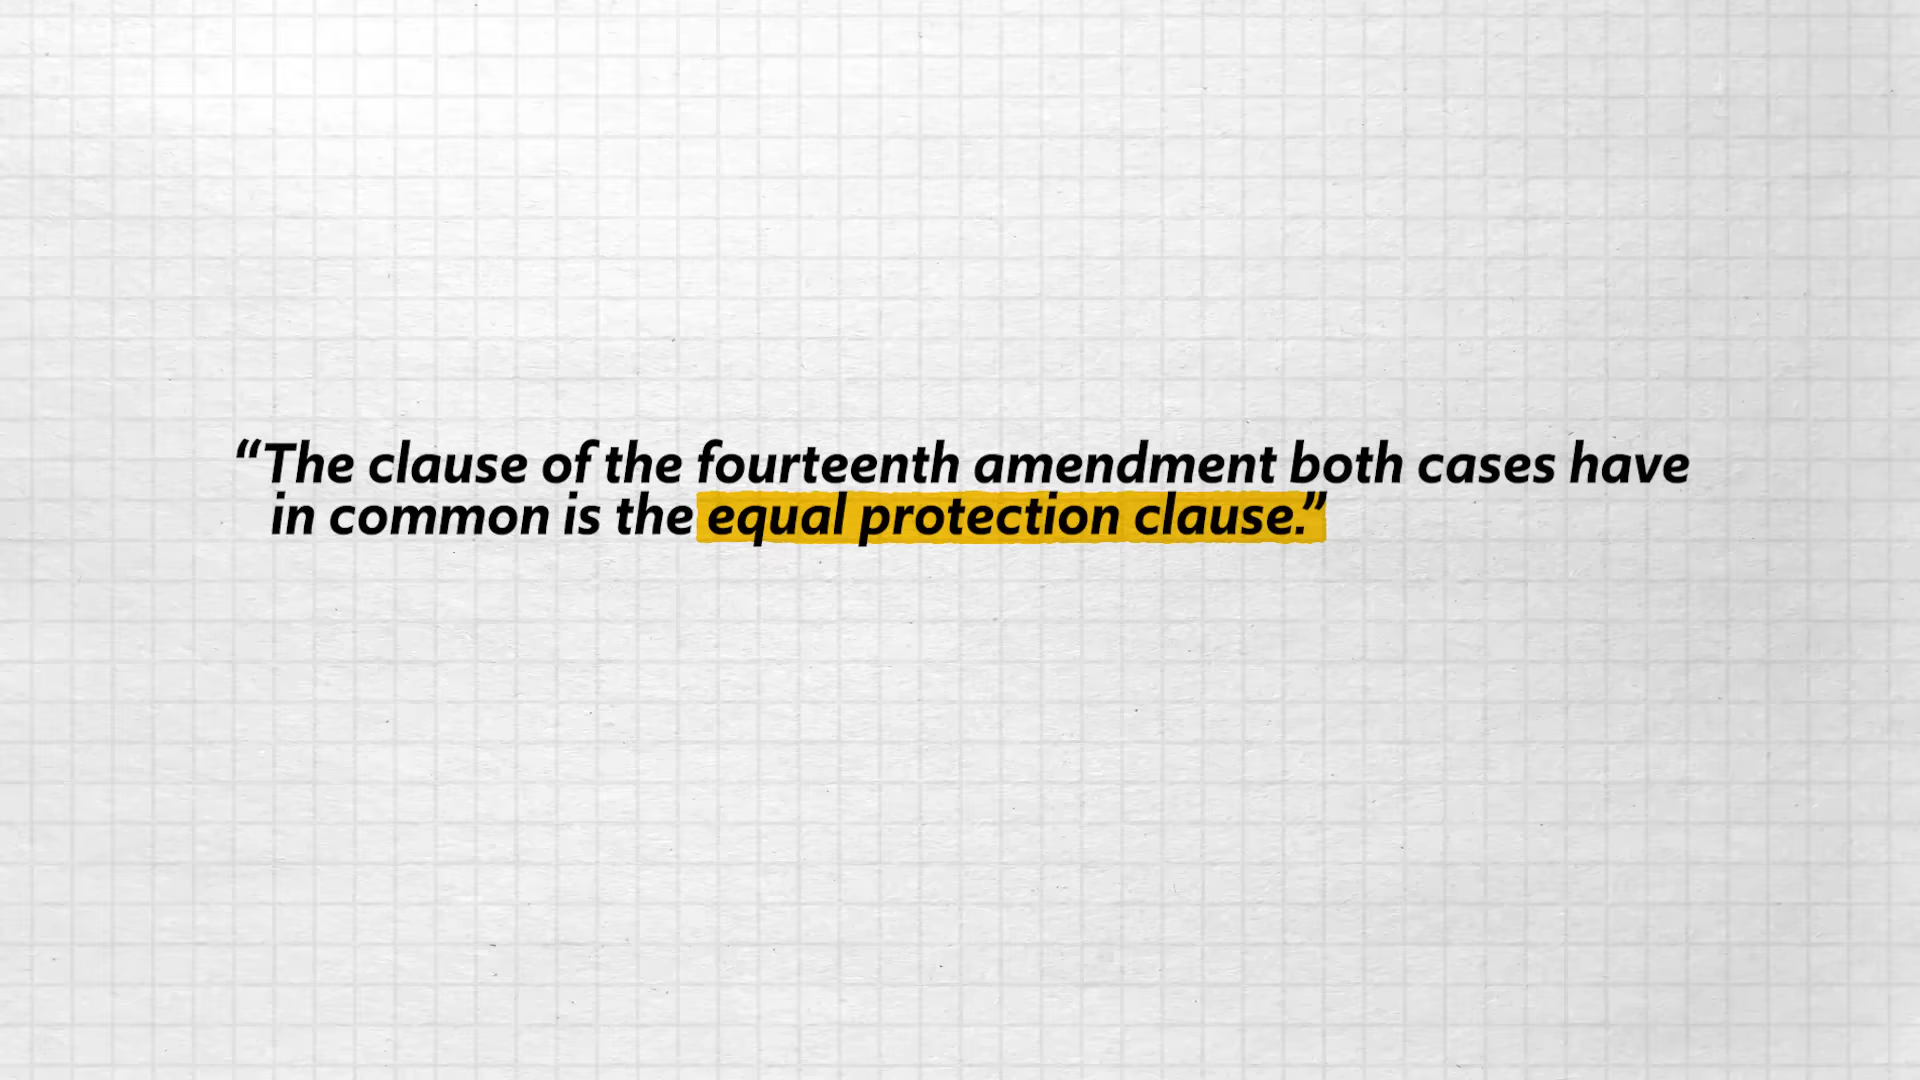 “The clause of the fourteenth amendment both cases have
in common is the equal protection clause.”